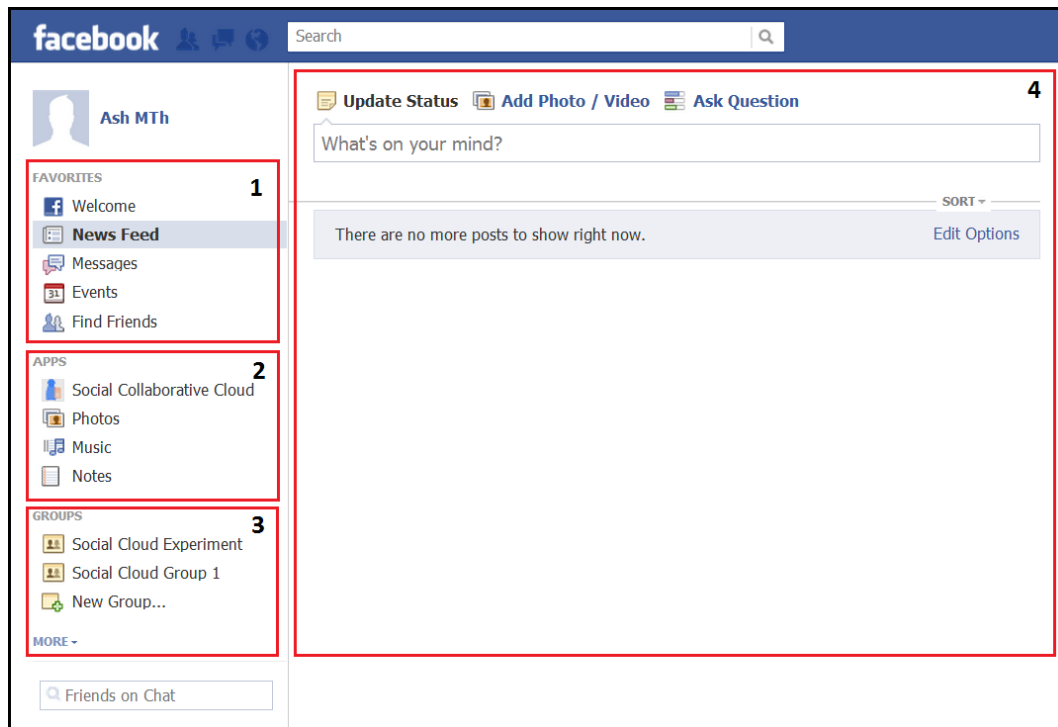 facebook
Search
Ash MTh
FAVORITES
1
Welcome
News Feed
Messages
31
Events
Find Friends
APPS
2
Social Collaborative Cloud
Photos
Music
Notes
GROUPS
3
Social Cloud Experiment
Social Cloud Group 1
New Group...
MORE
Friends on Chat
4
Update Status Add Photo / Video Ask Question
What's on your mind?
SORT
There are no more posts to show right now. Edit Options